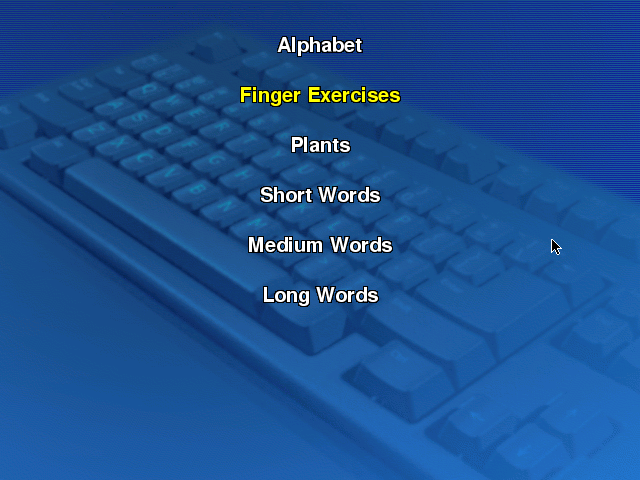 Alphabet
Finger Exercises
Plants
Short Words
Medium Words
Long Words